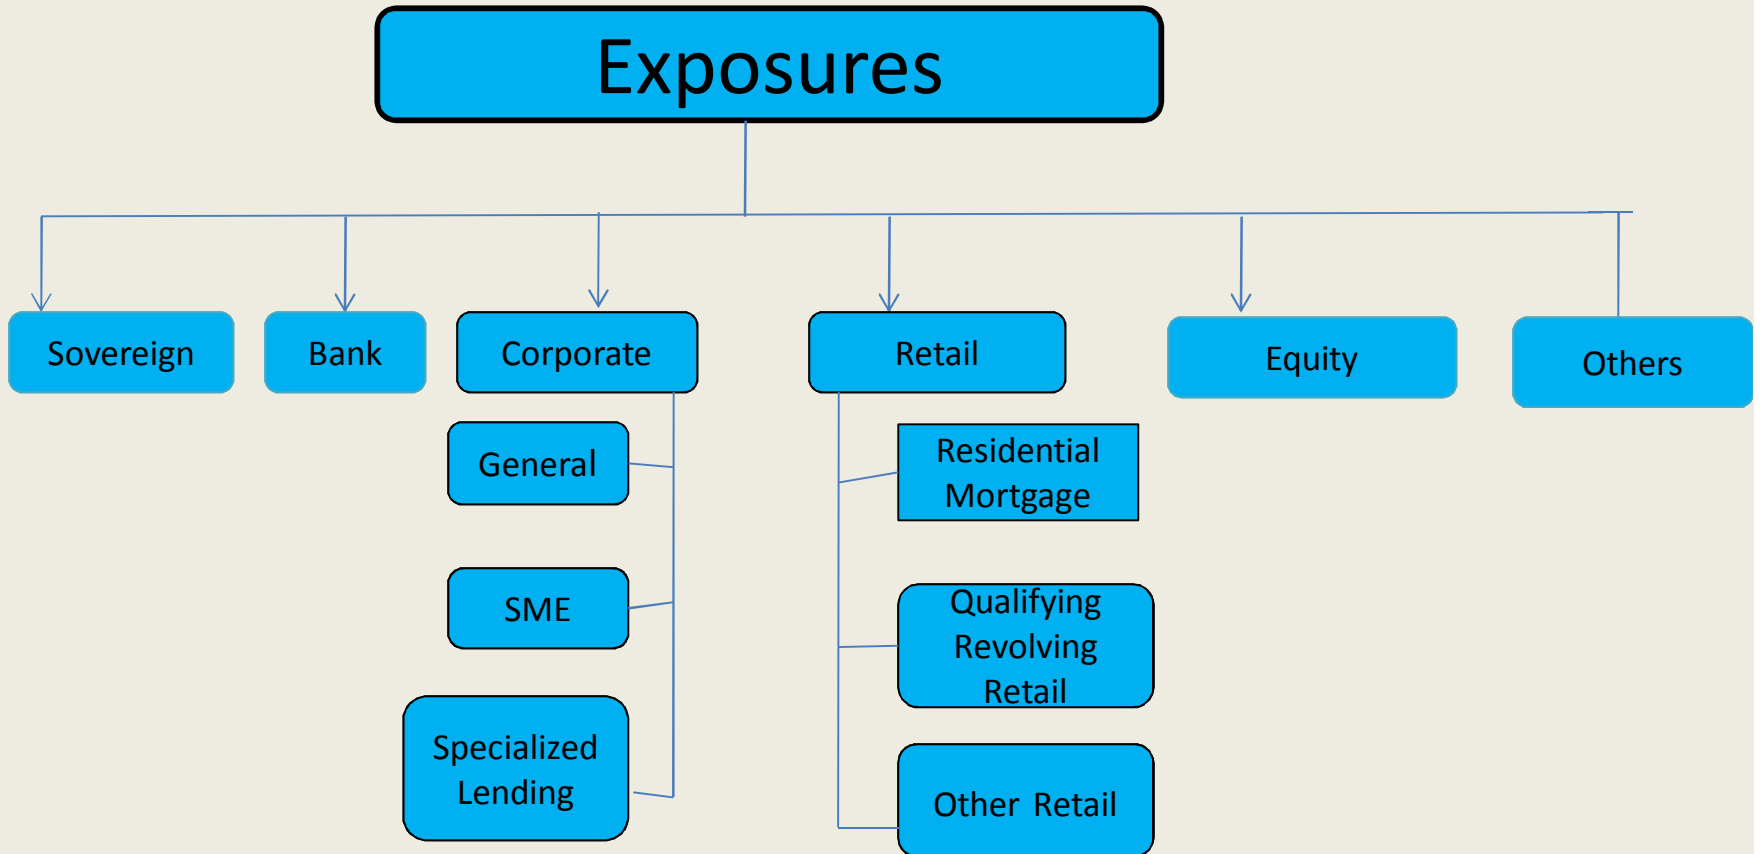 Exposures
Sovereign
Bank
Corporate
Retail
Equity
Others
General
SME
Specialized
Lending
Residential
Mortgage
Qualifying
Revolving
Retail
Other Retail